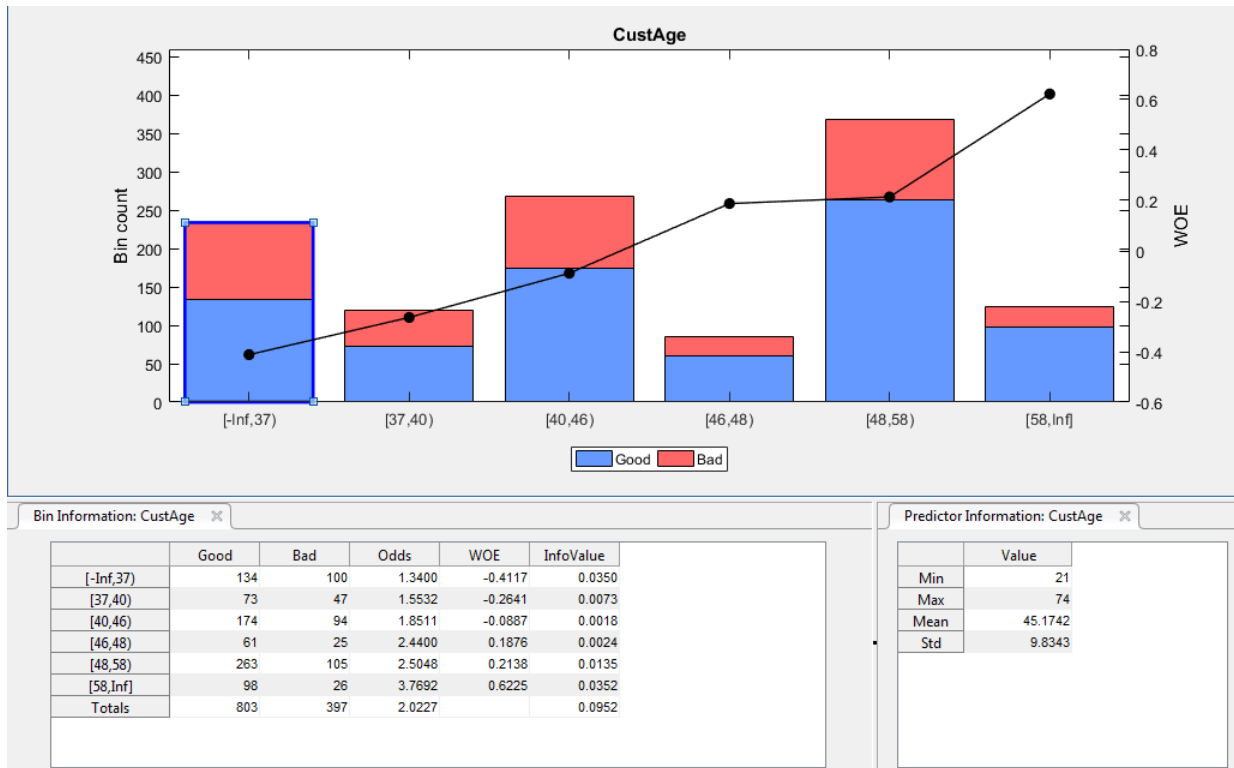 CustAge
450
400
350
300
250
200
150
100
50
0
Bin count
0.8
0.6
0.4
0.2
0
-0.2
-0.4
-0.6
WOE
[-Inf,37) [37,40) [40,46) [46,48) [48,58) [58,Inf]
Good Bad
Bin Information: CustAge
Good Bad Odds WOE InfoValue
[-Inf,37) 134 100 1.3400 -0.4117 0.0350
[37,40) 73 47 1.5532 -0.2641 0.0073
[40,46) 174 94 1.8511 -0.0887 0.0018
[46,48) 61 25 2.4400 0.1876 0.0024
[48,58) 263 105 2.5048 0.2138 0.0135
[58,Inf] 98 26 3.7692 0.6225 0.0352
Totals 803 397 2.0227 0.0952
Predictor Information: CustAge
Value
Min 21
Max 74
Mean 45.1742
Std 9.8343